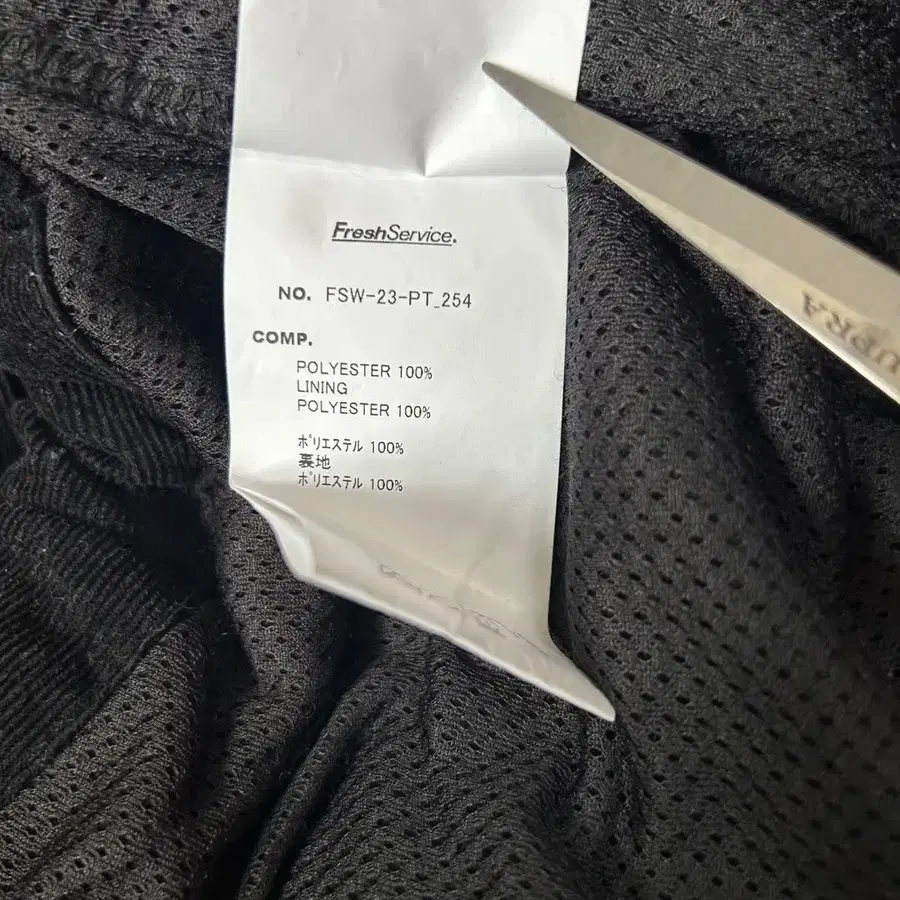 FreshService.
NO. FSW-23-PT_254
COMP.
POLYESTER 100%
LINING
POLYESTER 100%
ﾎﾟﾘｴｽﾃﾙ 100%
裏地
ﾎﾟﾘｴｽﾃﾙ 100%